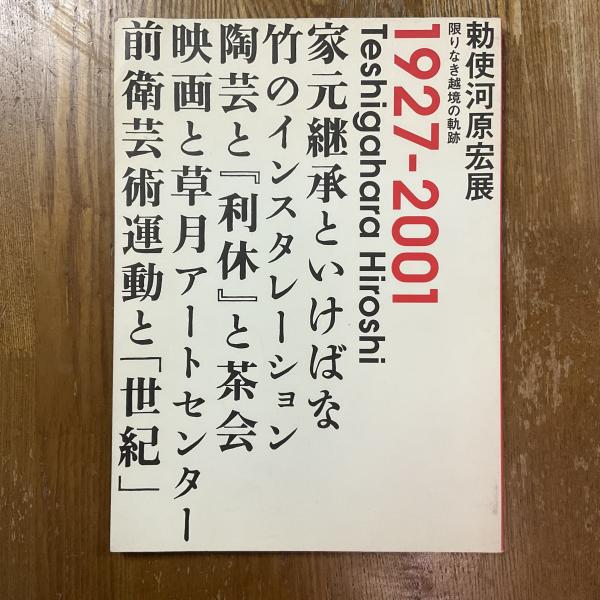 勅使河原宏展
限りなき越境の軌跡
1927-2001
Teshigahara Hiroshi
家元継承といけばな
竹のインスタレーション
陶芸と『利休』と茶会
映画と草月アートセンター
前衛芸術運動と「世紀」